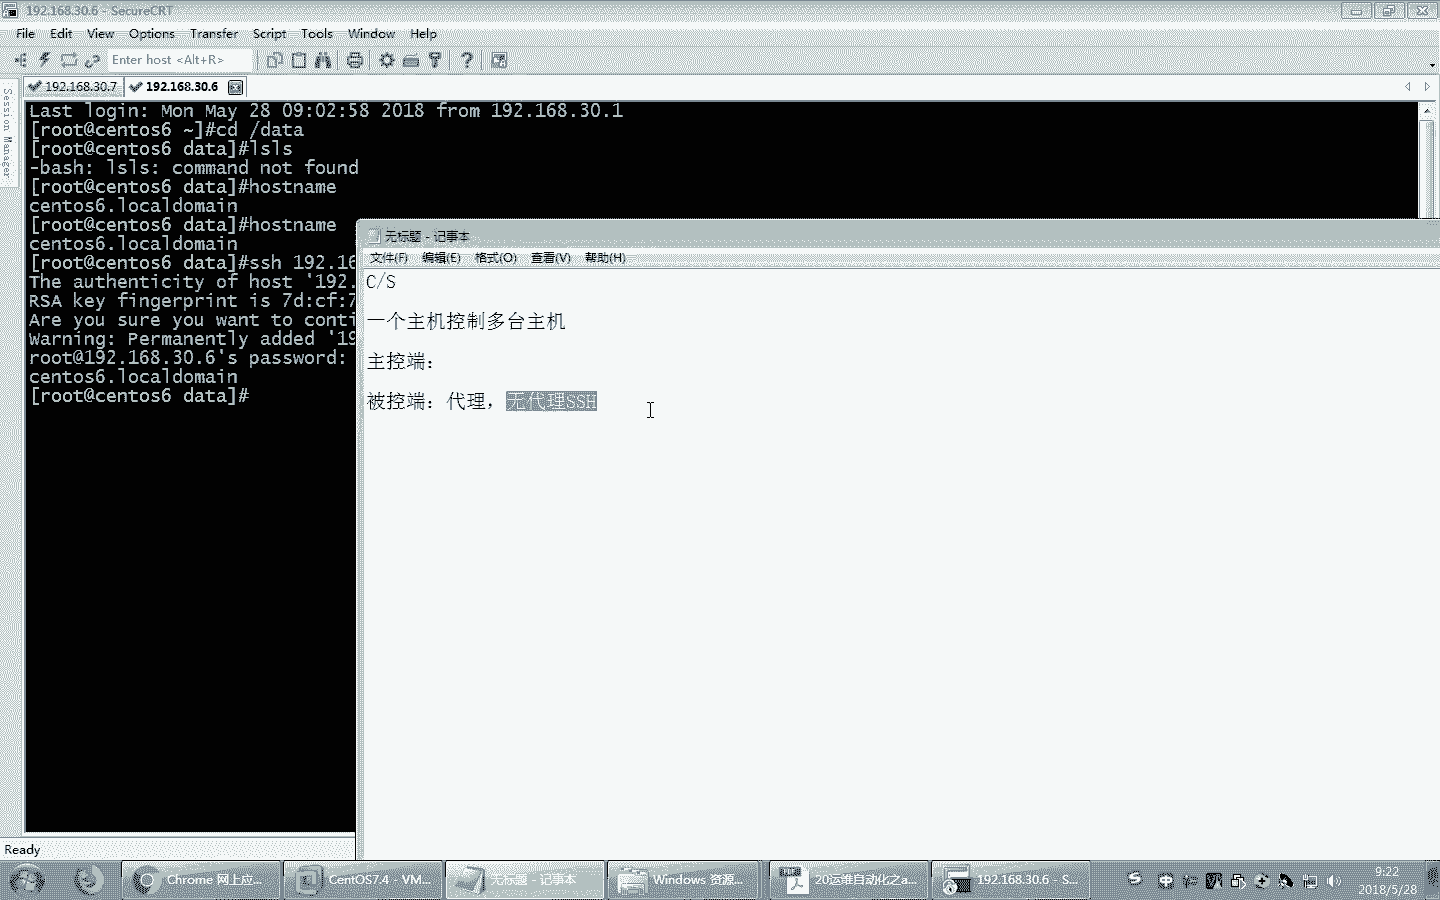 192.168.30.6 - SecureCRT
File Edit View Options Transfer Script Tools Window Help
Enter host <Alt+R>
192.168.30.7 192.168.30.6
Session Manager
Last login: Mon May 28 09:02:58 2018 from 192.168.30.1
[root@centos6 ~]#cd /data
[root@centos6 data]#lsls
-bash: lsls: command not found
[root@centos6 data]#hostname
centos6.localdomain
[root@centos6 data]#hostname
centos6.localdomain
[root@centos6 data]#ssh 192.16
The authenticity of host '192.
RSA key fingerprint is 7d:cf:7
Are you sure you want to conti
Warning: Permanently added '19
root@192.168.30.6's password:
centos6.localdomain
[root@centos6 data]#
无标题 - 记事本
文件(F) 编辑(E) 格式(O) 查看(V) 帮助(H)
C/S
一个主机控制多台主机
主控端：
被控端：代理，无代理SSH
Ready
Chrome 网上应... CentOS7.4 - VM... 无标题 - 记事本 Windows 资源... 20运维自动化之a... 192.168.30.6 - S...
9:22
2018/5/28